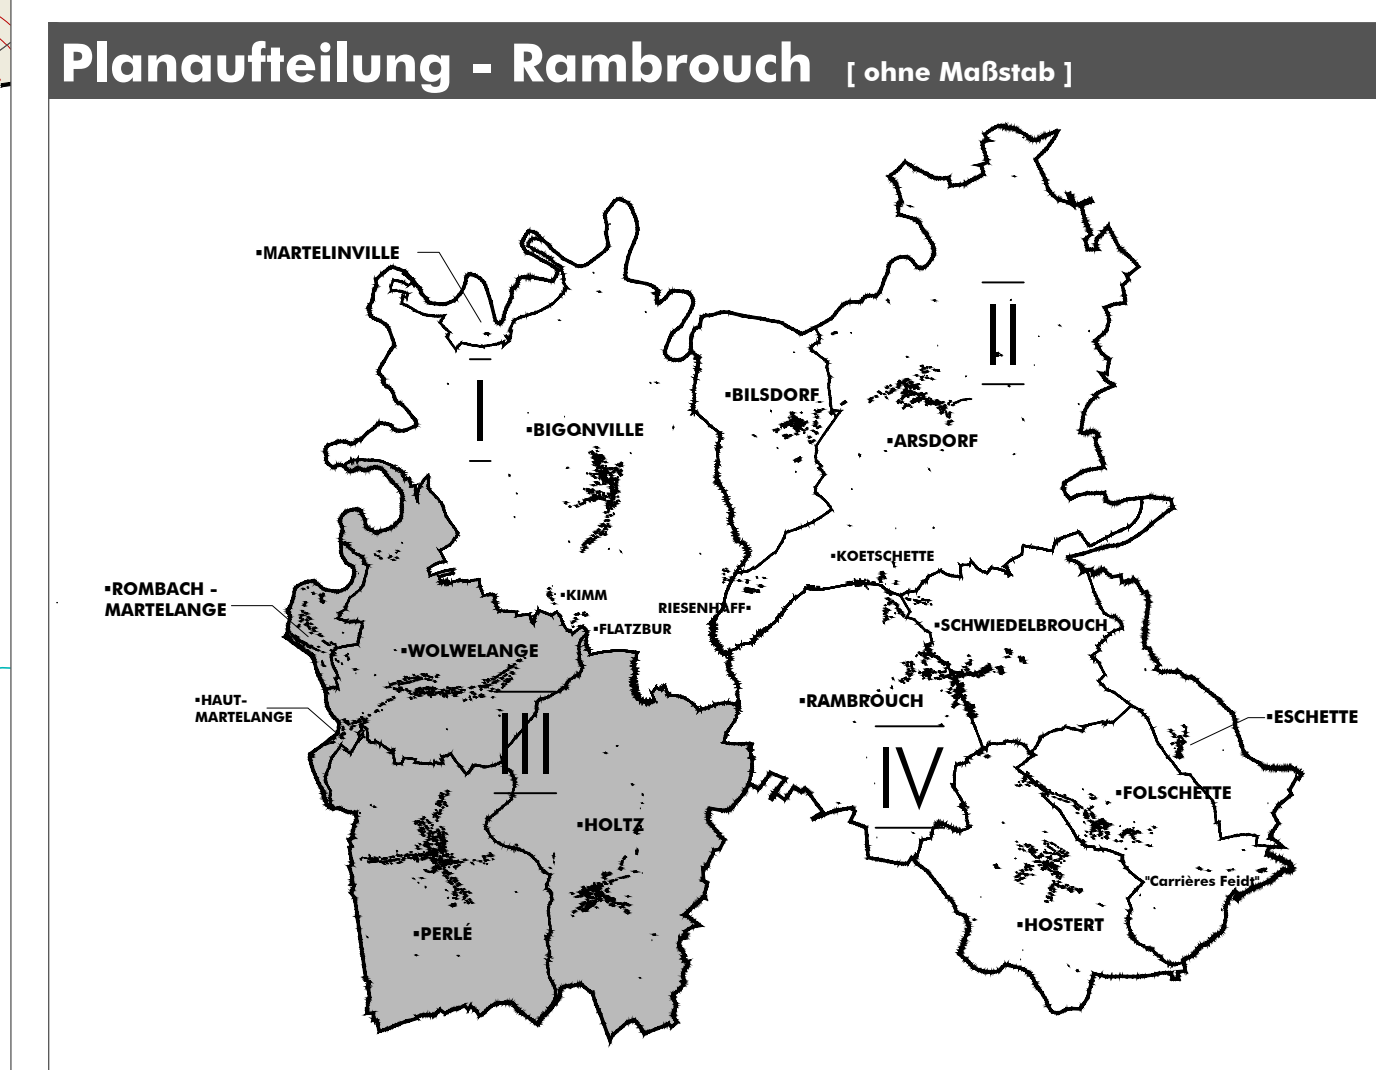 Planaufteilung - Rambrouch [ ohne Maßstab ]
▪MARTELINVILLE
II
I
▪BILSDORF
▪BIGONVILLE
▪ARSDORF
▪KOETSCHETTE
▪ROMBACH -
MARTELANGE
▪KIMM
RIESENHAFF▪
▪FLATZBUR
▪SCHWIEDELBROUCH
▪WOLWELANGE
▪HAUT-
MARTELANGE
▪RAMBROUCH
▪ESCHETTE
III
IV
▪FOLSCHETTE
▪HOLTZ
"Carrières Feidt"
▪HOSTERT
▪PERLÉ